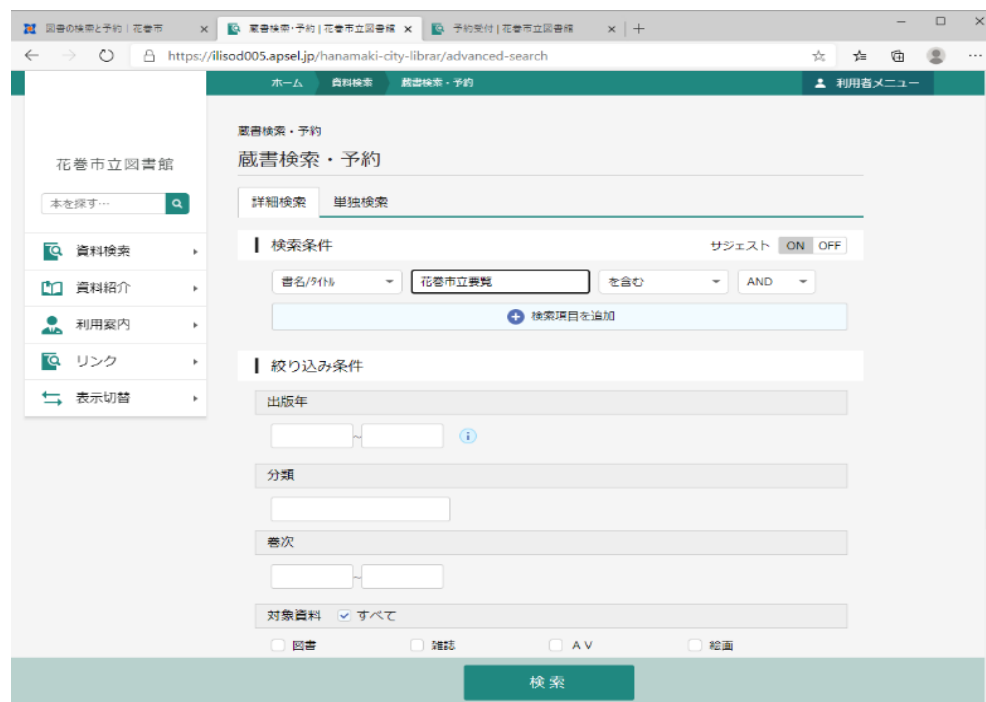 図書の検索と予約｜花巻市
蔵書検索・予約 | 花巻市立図書館
予約受付 | 花巻市立図書館
https://ilisod005.apsel.jp/hanamaki-city-librar/advanced-search
ホーム 資料検索 蔵書検索・予約
利用者メニュー
花巻市立図書館
本を探す…
資料検索
資料紹介
利用案内
リンク
表示切替
蔵書検索・予約
蔵書検索・予約
詳細検索 単独検索
検索条件 サジェスト ON OFF
書名/タイトル 花巻市立要覧 を含む AND
検索項目を追加
絞り込み条件
出版年
~
分類
巻次
~
対象資料 すべて
図書 雑誌 AV 絵画
検索